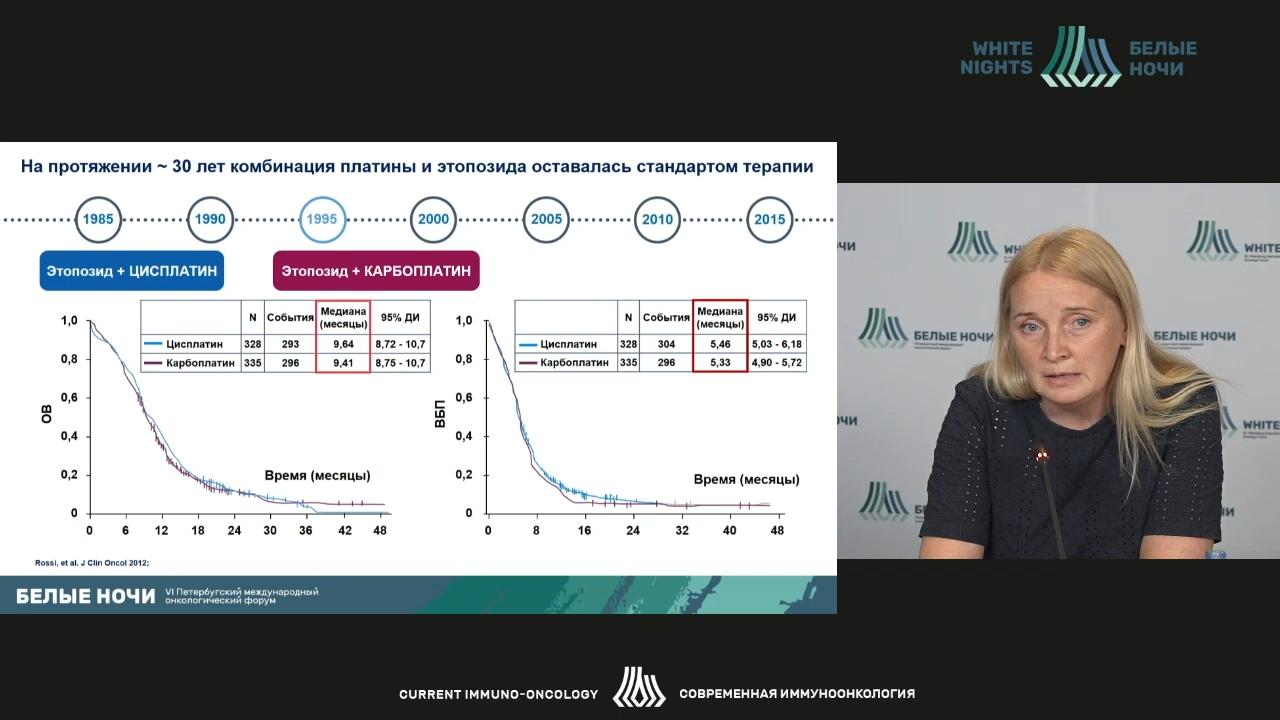 WHITE
NIGHTS
БЕЛЫЕ
НОЧИ
На протяжении ~ 30 лет комбинация платины и этопозида оставалась стандартом терапии
1985 1990 1995 2000 2005 2010 2015
Этопозид + ЦИСПЛАТИН
Этопозид + КАРБОПЛАТИН
N События Медиана (месяцы) 95% ДИ
Цисплатин 328 293 9,64 8,72 - 10,7
Карбоплатин 335 296 9,41 8,75 - 10,7
1,0
0,8
0,6
0,4
0,2
0
ОВ
Время (месяцы)
0 6 12 18 24 30 36 42 48
N События Медиана (месяцы) 95% ДИ
Цисплатин 328 304 5,46 5,03 - 6,18
Карбоплатин 335 296 5,33 4,90 - 5,72
1,0
0,8
0,6
0,4
0,2
0
ВБП
Время (месяцы)
0 8 16 24 32 40 48
Rossi, et al. J Clin Oncol 2012;
БЕЛЫЕ НОЧИ
VI Петербугский международный
онкологический форум
ЧИ
WHITE
БЕЛЫЕ НОЧИ
НОЧИ
WHITE
БЕЛЫЕ НОЧИ
CURRENT IMMUNO-ONCOLOGY
СОВРЕМЕННАЯ ИММУНООНКОЛОГИЯ